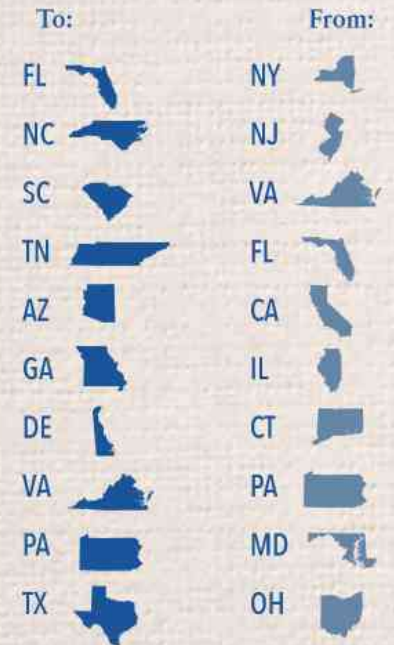 To: From:
FL NY
NC NJ
SC VA
TN FL
AZ CA
GA IL
DE CT
VA PA
PA MD
TX OH